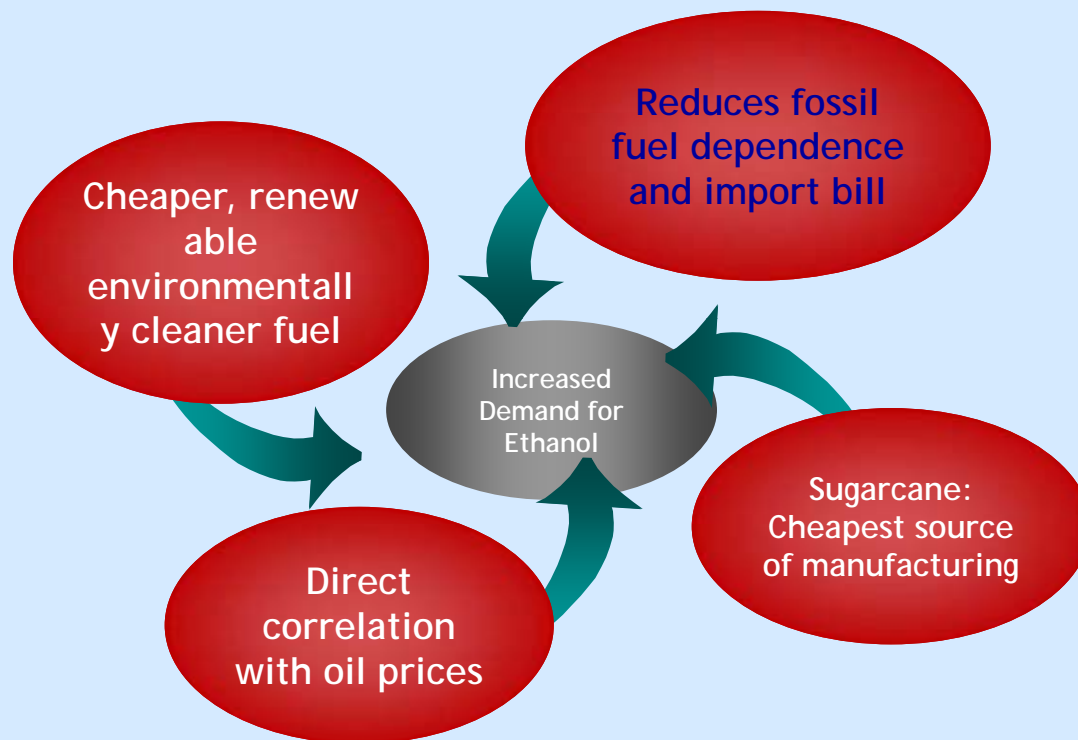 Reduces fossil
fuel dependence
and import bill
Cheaper, renew
able
environmentall
y cleaner fuel
Increased
Demand for
Ethanol
Sugarcane:
Cheapest source
of manufacturing
Direct
correlation
with oil prices